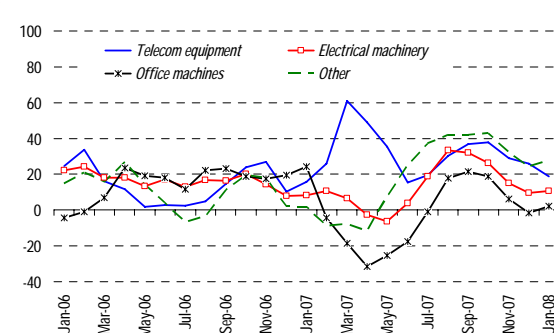 100
80
60
40
20
0
-20
-40
Telecom equipment
Electrical machinery
Office machines
Other
Jan-06
Mar-06
May-06
Jul-06
Sep-06
Nov-06
Jan-07
Mar-07
May-07
Jul-07
Sep-07
Nov-07
Jan-08